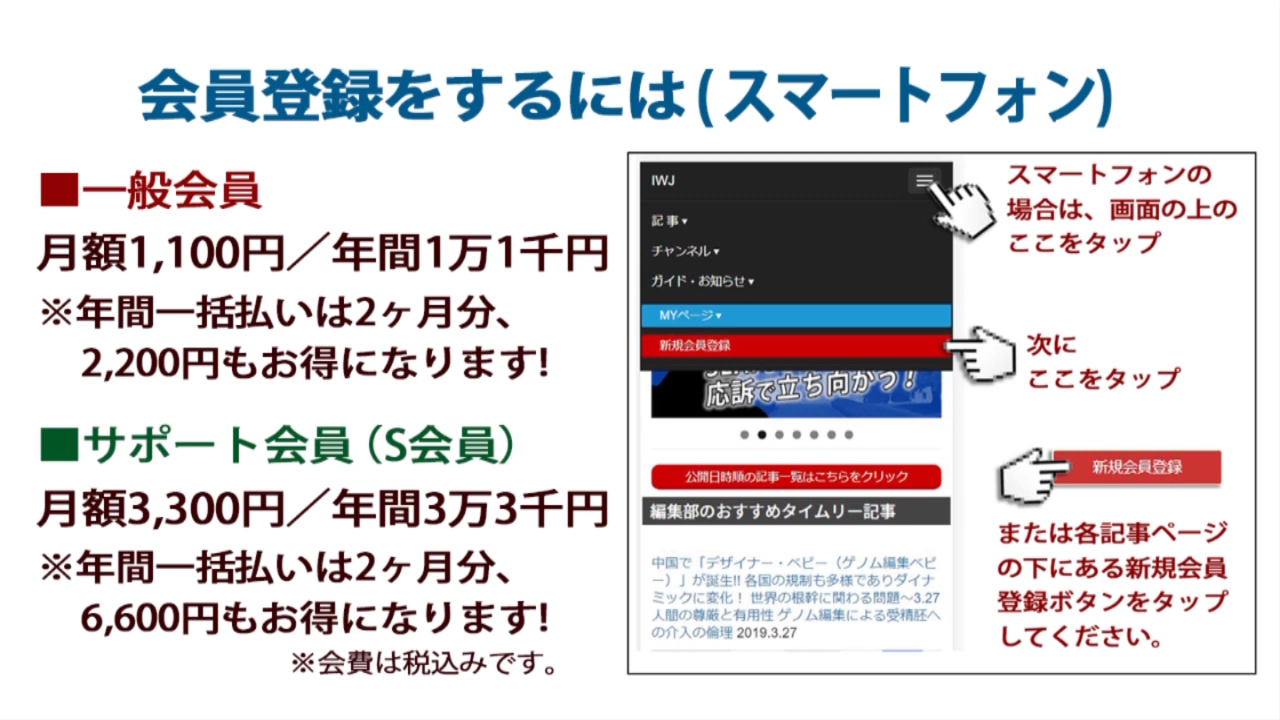 会員登録をするには(スマートフォン)
■一般会員
月額1,100円／年間1万1千円
※年間一括払いは2ヶ月分、
2,200円もお得になります!
■サポート会員（S会員）
月額3,300円／年間3万3千円
※年間一括払いは2ヶ月分、
6,600円もお得になります!
※会費は税込みです。
IWJ
記事▾
チャンネル▾
ガイド・お知らせ▾
MYページ▾
新規会員登録
応訴で立ち向かう！
公開日時順の記事一覧はこちらをクリック
編集部のおすすめタイムリー記事
中国で「デザイナー・ベビー（ゲノム編集ベビ
ー）」が誕生!! 各国の規制も多様でありダイナ
ミックに変化！ 世界の根幹に関わる問題～3.27
人間の尊厳と有用性 ゲノム編集による受精胚へ
の介入の倫理 2019.3.27
スマートフォンの
場合は、画面の上の
ここをタップ
次に
ここをタップ
新規会員登録
または各記事ページ
の下にある新規会員
登録ボタンをタップ
してください。